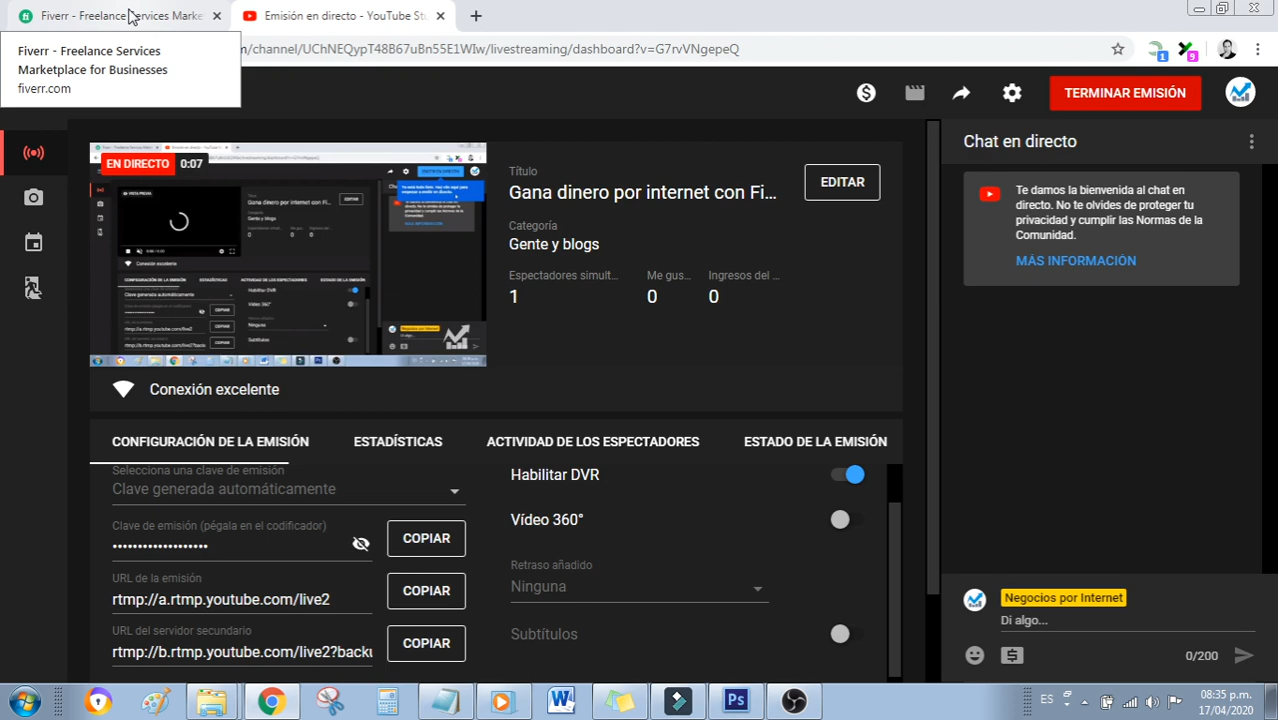 Fiverr - Freelance Services Marke
Emisión en directo - YouTube St
Fiverr - Freelance Services
Marketplace for Businesses
fiverr.com
m/channel/UChNEQypT48B67uBn55E1WIw/livestreaming/dashboard?v=G7rvVNgepeQ
1
9
TERMINAR EMISIÓN
EN DIRECTO 0:07
Título
Gana dinero por internet con Fi...
EDITAR
Categoría
Gente y blogs
Espectadores simult...
Me gus...
Ingresos del ...
1
0
0
Conexión excelente
Chat en directo
Te damos la bienvenida al chat en
directo. No te olvides de proteger tu
privacidad y cumplir las Normas de la
Comunidad.
MÁS INFORMACIÓN
CONFIGURACIÓN DE LA EMISIÓN
ESTADÍSTICAS
ACTIVIDAD DE LOS ESPECTADORES
ESTADO DE LA EMISIÓN
Selecciona una clave de emisión
Clave generada automáticamente
Clave de emisión (pégala en el codificador)
••••••••••••••••••••
COPIAR
URL de la emisión
rtmp://a.rtmp.youtube.com/live2
COPIAR
URL del servidor secundario
rtmp://b.rtmp.youtube.com/live2?backu
COPIAR
Habilitar DVR
Vídeo 360°
Retraso añadido
Ninguna
Subtítulos
Negocios por Internet
Di algo...
0/200
W
Ps
ES
08:35 p.m.
17/04/2020